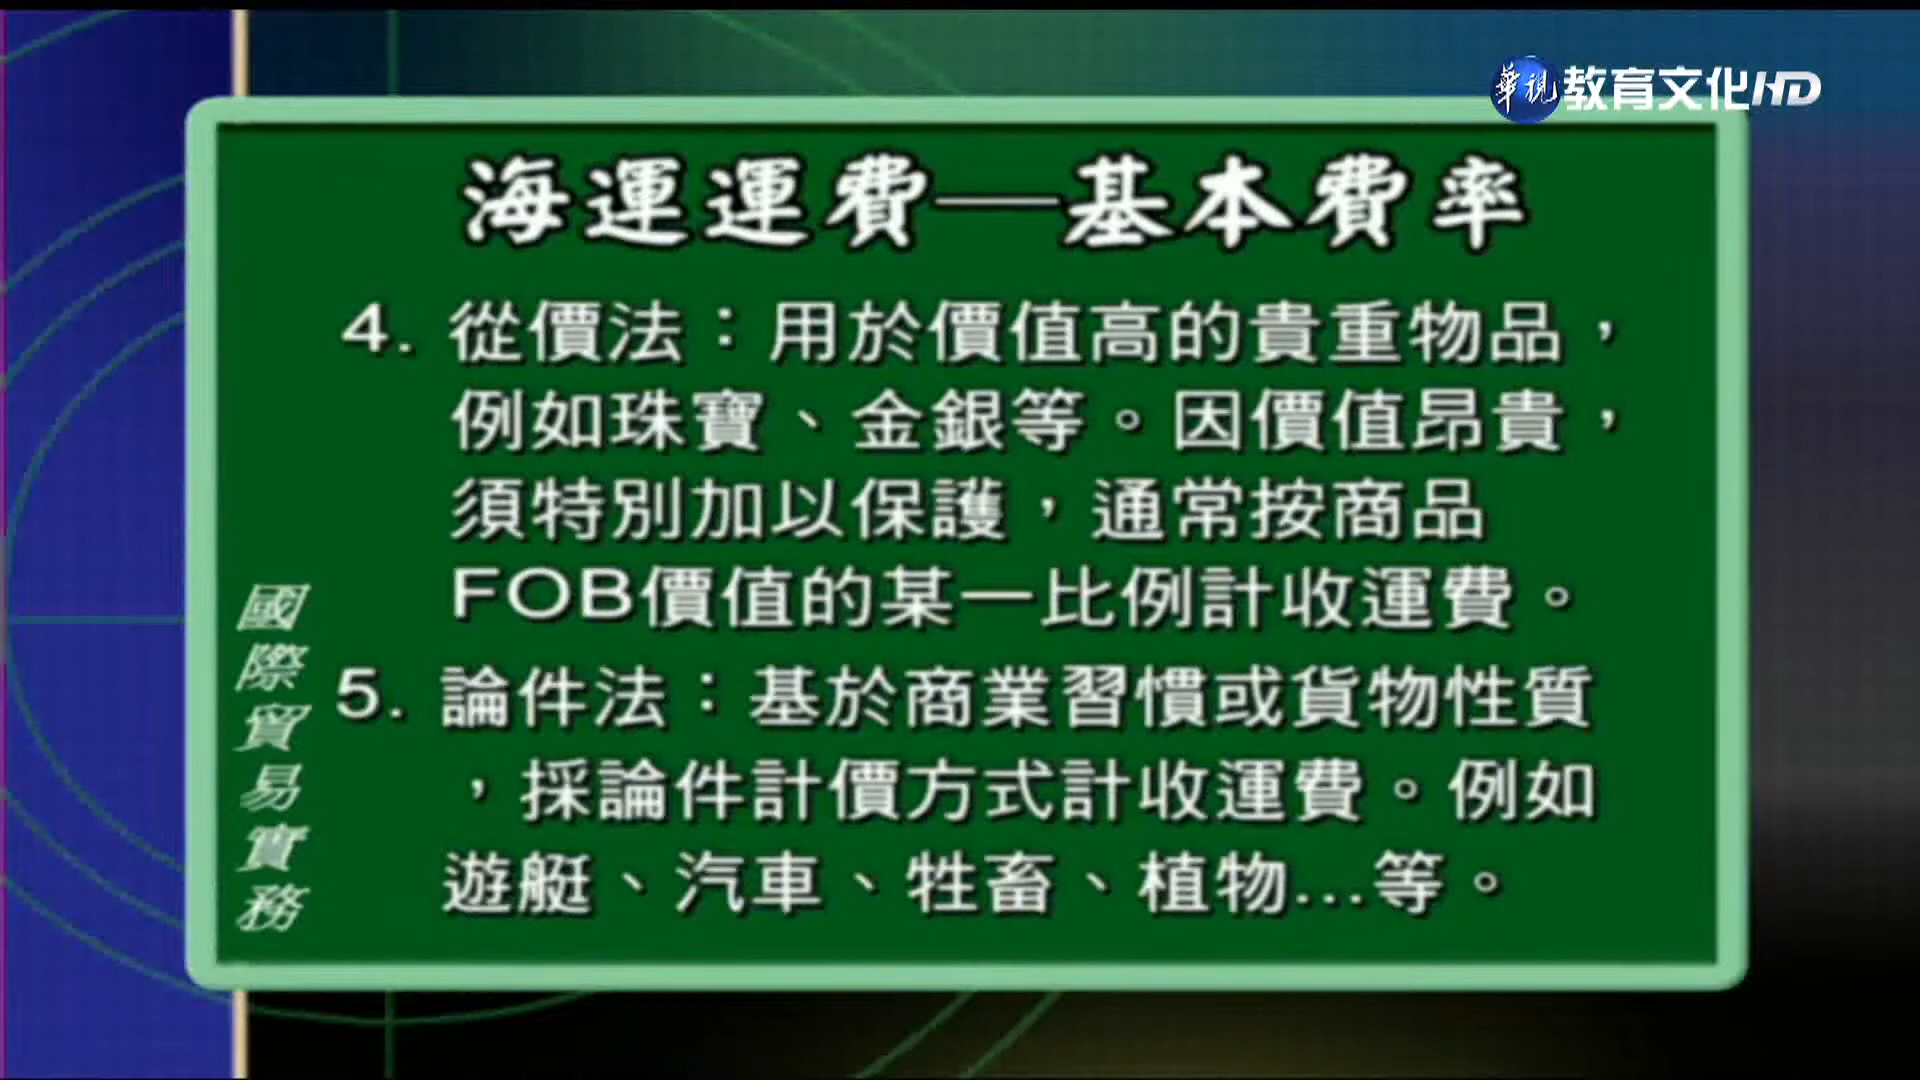 華視 教育文化HD
海運運費—基本費率
4. 從價法：用於價值高的貴重物品，
例如珠寶、金銀等。因價值昂貴，
須特別加以保護，通常按商品
FOB價值的某一比例計收運費。
5. 論件法：基於商業習慣或貨物性質
，採論件計價方式計收運費。例如
遊艇、汽車、牲畜、植物...等。
國際貿易實務